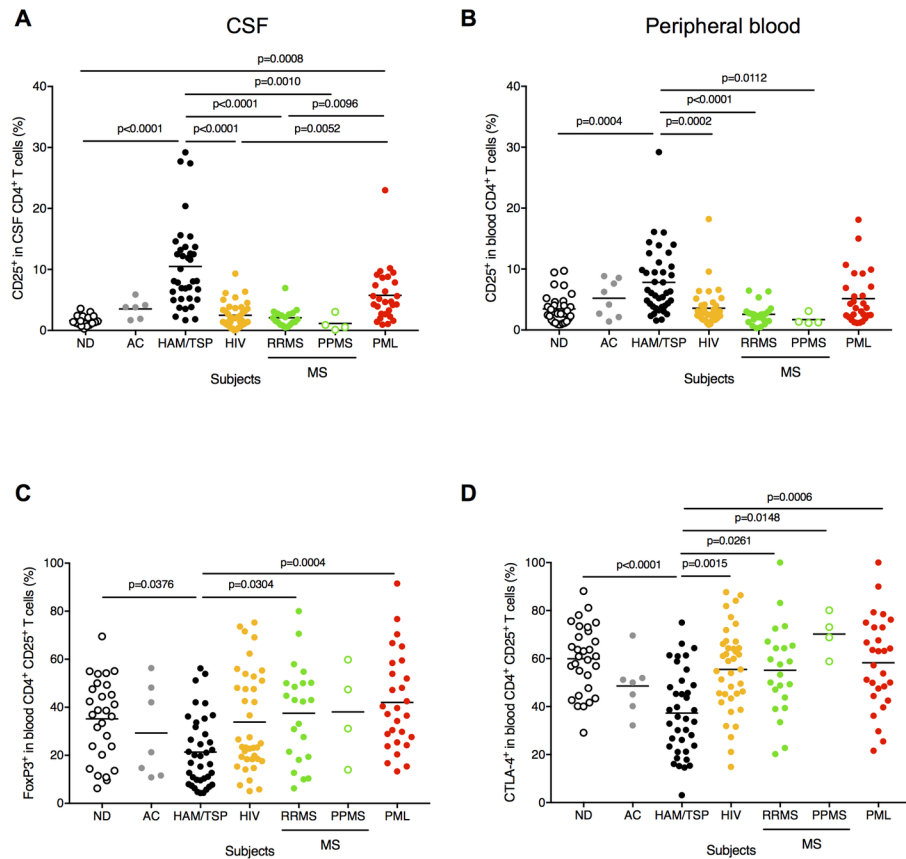 A
CSF
p=0.0008
p=0.0010
p<0.0001 p=0.0096
p<0.0001 p<0.0001 p=0.0052
CD25⁺ in CSF CD4⁺ T cells (%)
40
30
20
10
0
ND AC HAM/TSP HIV RRMS PPMS PML
Subjects MS
B
Peripheral blood
p=0.0112
p<0.0001
p=0.0004 p=0.0002
CD25⁺ in blood CD4⁺ T cells (%)
40
30
20
10
0
ND AC HAM/TSP HIV RRMS PPMS PML
Subjects MS
C
p=0.0004
p=0.0376 p=0.0304
FoxP3⁺ in blood CD4⁺ CD25⁺ T cells (%)
100
80
60
40
20
0
ND AC HAM/TSP HIV RRMS PPMS PML
Subjects MS
D
p=0.0006
p=0.0148
p=0.0261
p<0.0001 p=0.0015
CTLA-4⁺ in blood CD4⁺ CD25⁺ T cells (%)
100
80
60
40
20
0
ND AC HAM/TSP HIV RRMS PPMS PML
Subjects MS